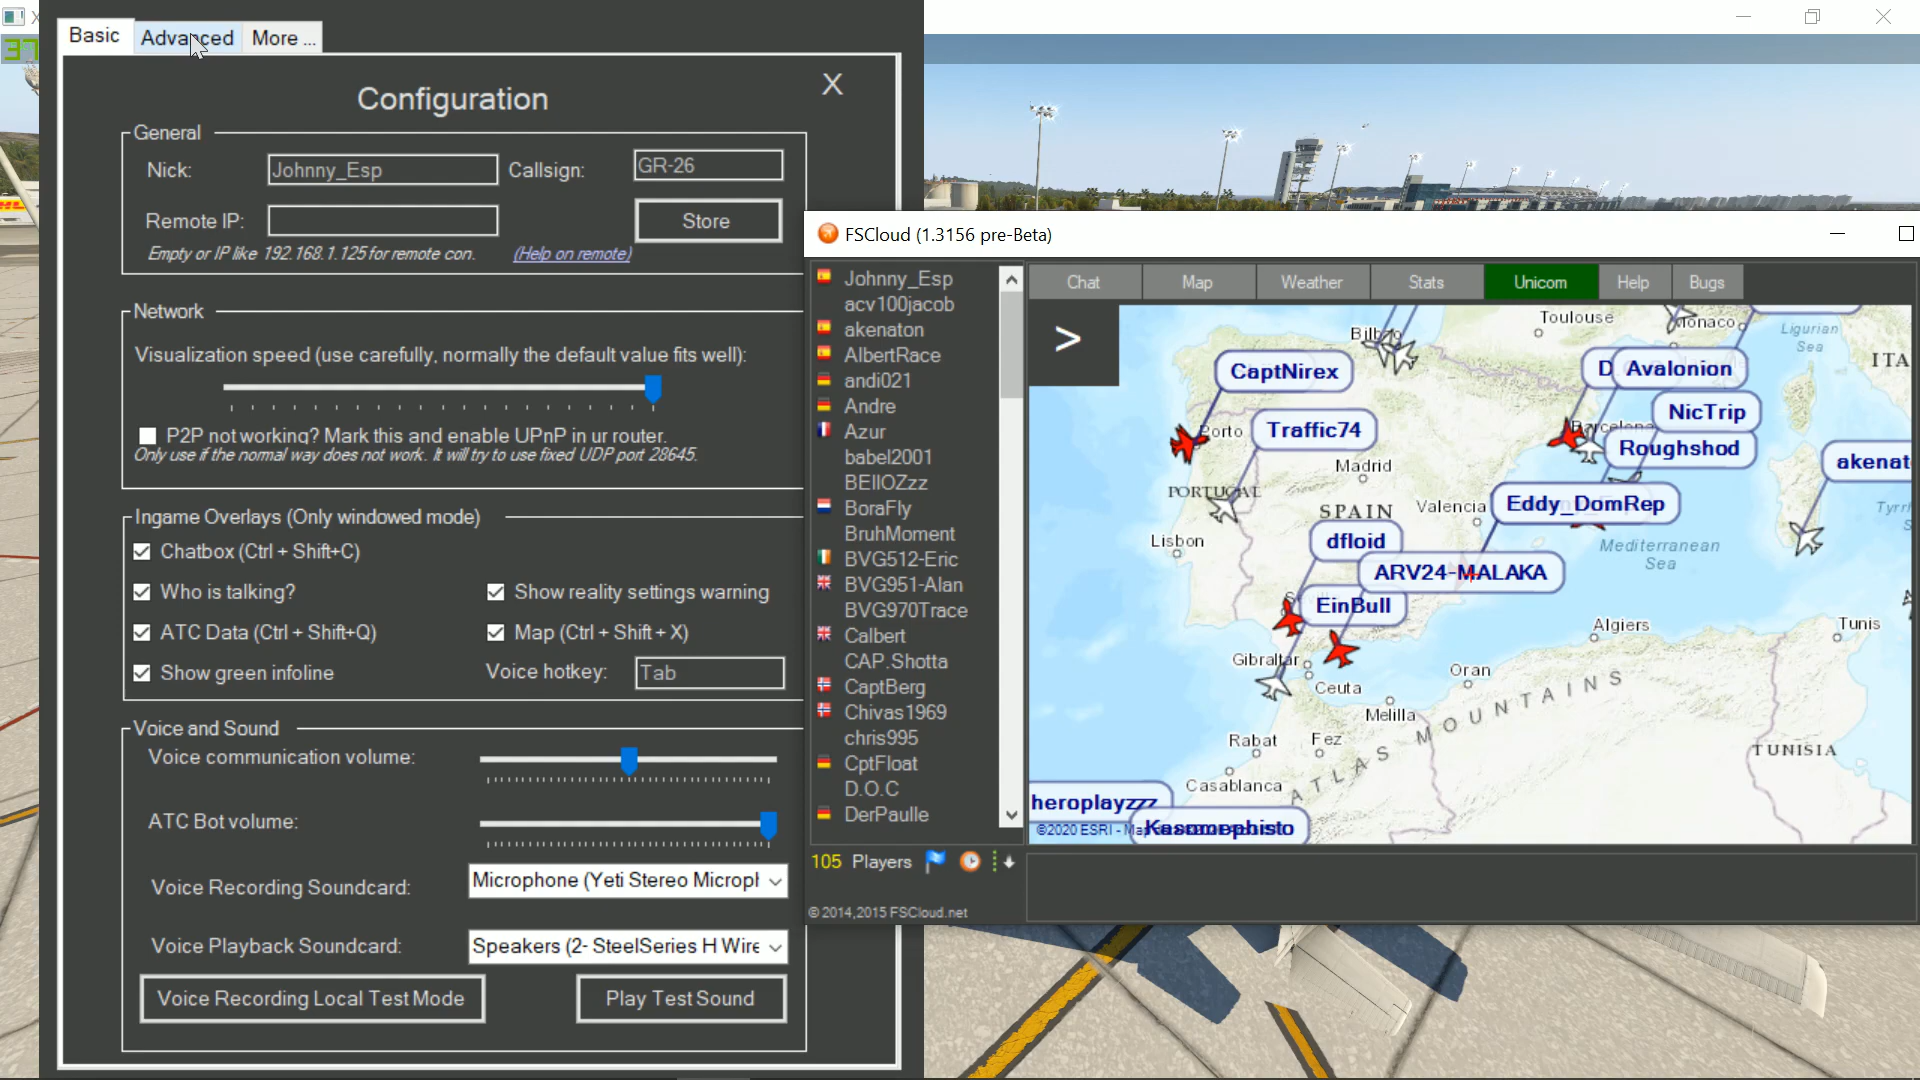 X
37
Basic
Advanced
More ...
Configuration
X
General
Nick:
Johnny_Esp
Callsign:
GR-26
Remote IP:
Store
Empty or IP like 192.168.1.125 for remote con.
(Help on remote)
Network
Visualization speed (use carefully, normally the default value fits well):
P2P not working? Mark this and enable UPnP in ur router.
Only use if the normal way does not work. It will try to use fixed UDP port 28645.
Ingame Overlays (Only windowed mode)
Chatbox (Ctrl + Shift+C)
Who is talking?
Show reality settings warning
ATC Data (Ctrl + Shift+Q)
Map (Ctrl + Shift + X)
Show green infoline
Voice hotkey:
Tab
Voice and Sound
Voice communication volume:
ATC Bot volume:
Voice Recording Soundcard:
Microphone (Yeti Stereo Microph
Voice Playback Soundcard:
Speakers (2- SteelSeries H Wire
Voice Recording Local Test Mode
Play Test Sound
FSCloud (1.3156 pre-Beta)
Johnny_Esp
acv100jacob
akenaton
AlbertRace
andi021
Andre
Azur
babel2001
BEllOZzz
BoraFly
BruhMoment
BVG512-Eric
BVG951-Alan
BVG970Trace
Calbert
CAP.Shotta
CaptBerg
Chivas1969
chris995
CptFloat
D.O.C
DerPaulle
105 Players
© 2014,2015 FSCloud.net
Chat
Map
Weather
Stats
Unicom
Help
Bugs
>
Toulouse
Monaco
Ligurian
Sea
ITA
Bilbao
CaptNirex
D
Avalonion
NicTrip
Porto
Traffic74
Barcelona
Roughshod
Madrid
akenat
PORTUGAL
SPAIN
Valencia
Eddy_DomRep
Tyrr
Lisbon
dfloid
Mediterranean
Sea
ARV24-MALAKA
EinBull
Algiers
Tunis
Gibraltar
Oran
Ceuta
Melilla
ATLAS MOUNTAINS
Rabat
Fez
TUNISIA
Casablanca
heroplayzzz
©2020 ESRI - Ma
DHL